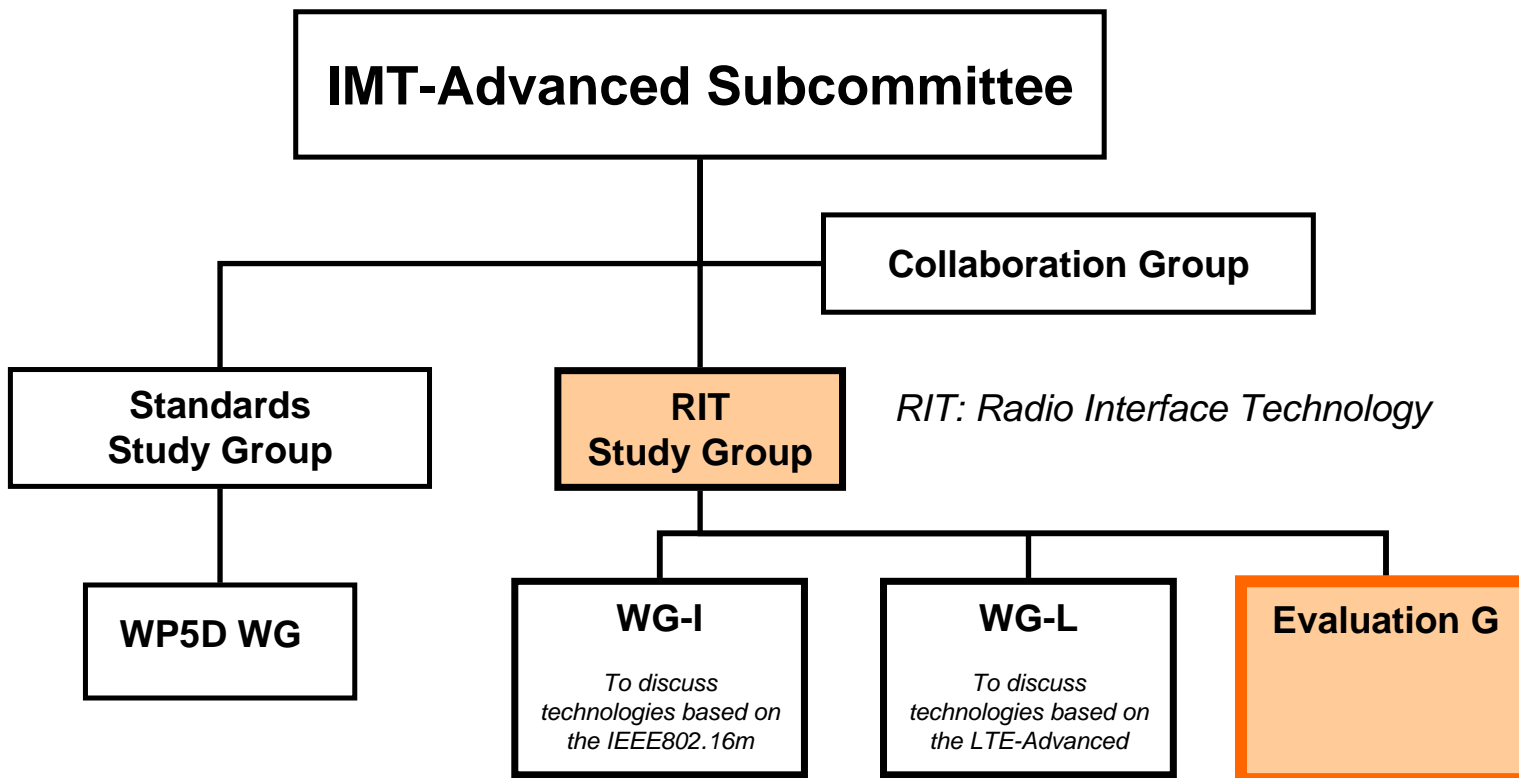 IMT-Advanced Subcommittee
Collaboration Group
Standards
Study Group
RIT
Study Group
RIT: Radio Interface Technology
WP5D WG
WG-I
To discuss
technologies based on
the IEEE802.16m
WG-L
To discuss
technologies based on
the LTE-Advanced
Evaluation G